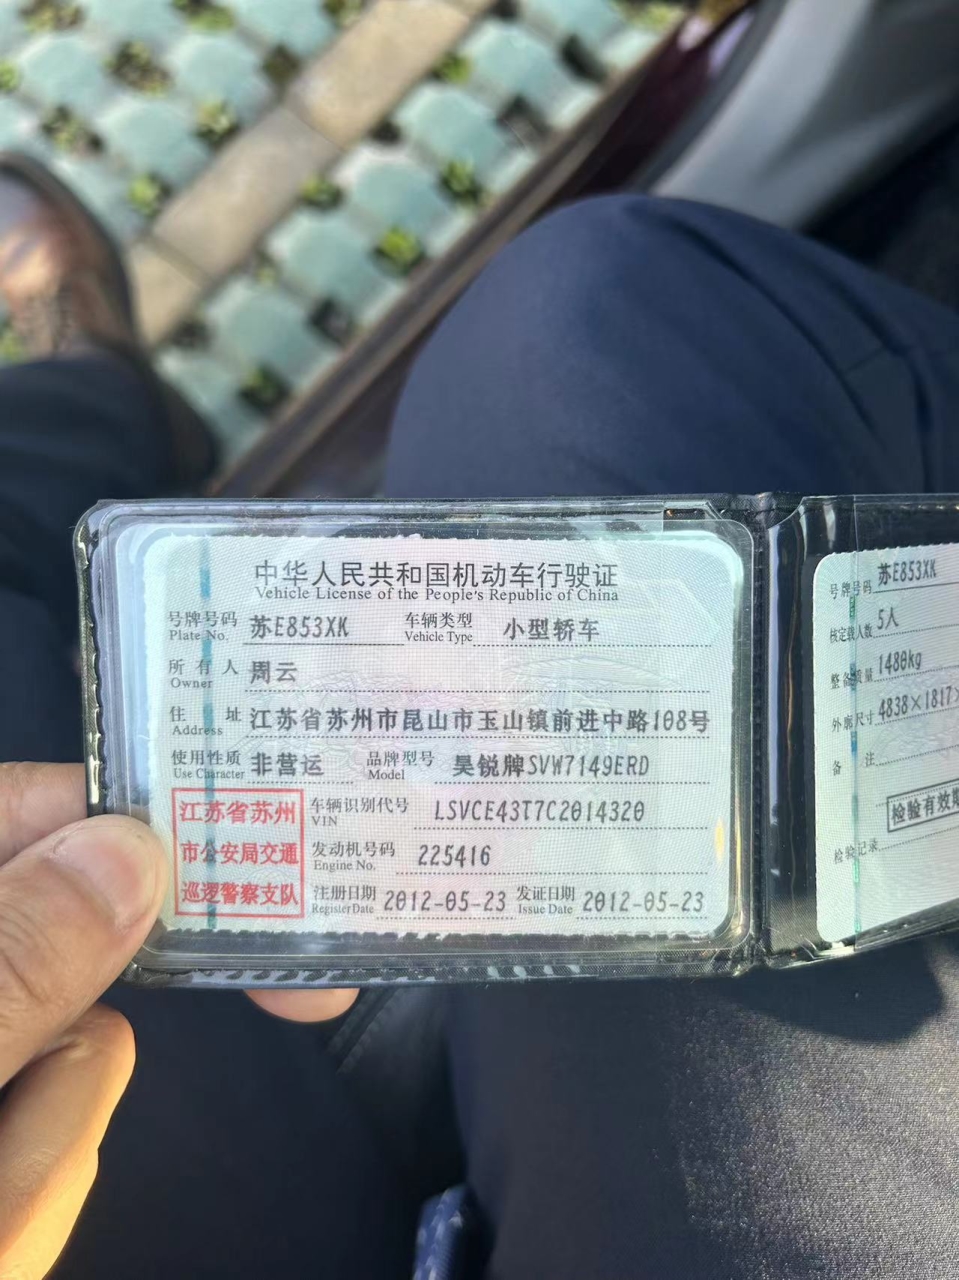 中华人民共和国机动车行驶证
Vehicle License of the People's Republic of China
号牌号码 苏E853XK 车辆类型 小型轿车
Plate No. Vehicle Type
所有人 周云
Owner
住址 江苏省苏州市昆山市玉山镇前进中路108号
Address
使用性质 非营运 品牌型号 昊锐牌SVW7149ERD
Use Character Model
江苏省苏州
市公安局交通
巡逻警察支队
车辆识别代号 LSVCE43T7C2014320
VIN
发动机号码 225416
Engine No.
注册日期 2012-05-23 发证日期 2012-05-23
Register Date Issue Date
号牌号码 苏E853XK
核定载人数 5人
整备质量 1480kg
外廓尺寸 4838×1817×
备注
检验有效期
检验记录